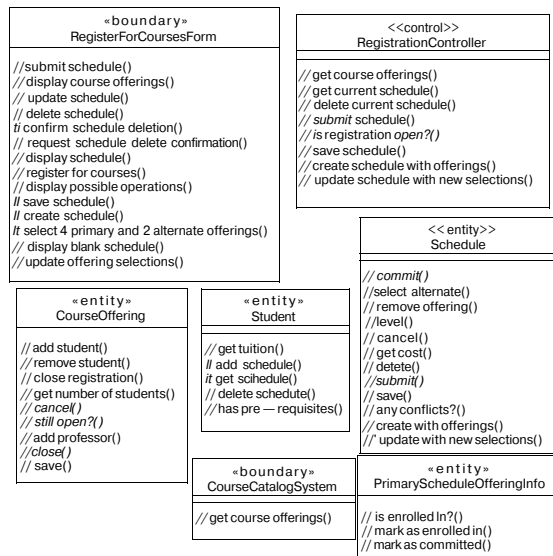 «boundary»
RegisterForCoursesForm
//submit schedule()
//display course offerings()
// update schedule()
// delete schedule()
ti confirm schedule deletion()
// request schedule delete confirmation()
//display schedule()
//register for courses()
//display possible operations()
ll save schedule()
ll create schedule()
lt select 4 primary and 2 alternate offerings()
// display blank schedule()
//update offering selections()
<<control>>
RegistrationController
// get course offerings()
// get current schedule()
// delete current schedule()
// submit schedule()
// is registration open?()
// save schedule()
//create schedule with offerings()
// update schedule with new selections()
<<entity>>
Schedule
// commit()
//select alternate()
// remove offering()
//level()
// cancel()
// get cost()
// detete()
//submit()
// save()
// any conflicts?()
//create with offerings()
//' update with new selections()
«entity»
CourseOffering
// add student()
// remove student()
// close registration()
// get number of students()
// cancel()
// still open?()
// add professor()
//close()
// save()
«entity»
Student
// get tuition()
ll add schedule()
it get scihedule()
// delete schedute()
//has pre — requisites()
«boundary»
CourseCatalogSystem
// get course offerings()
«entity»
PrimaryScheduleOfferingInfo
// is enrolled In?()
// mark as enrolled in()
// mark as committed()